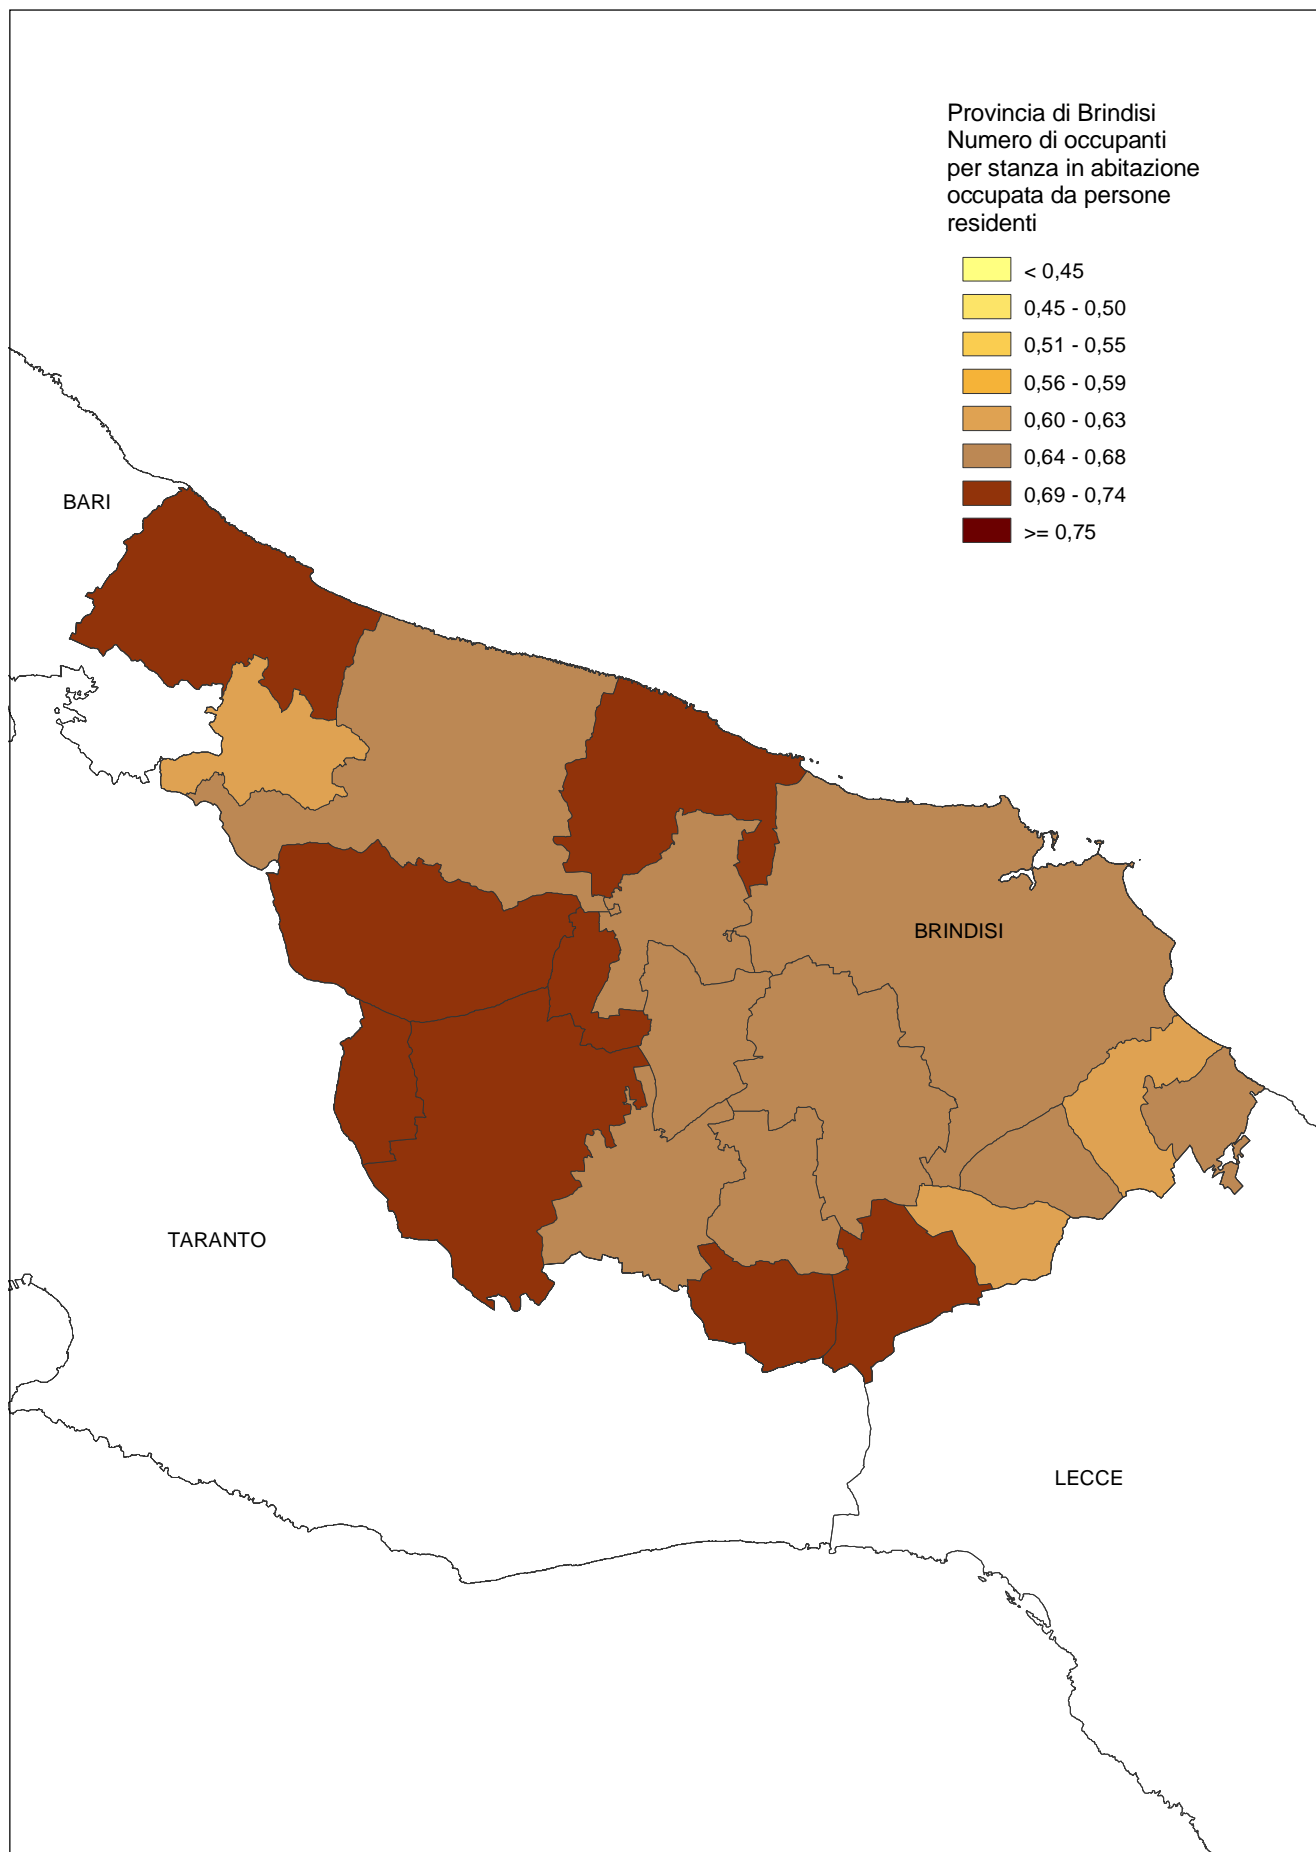 Provincia di Brindisi
Numero di occupanti
per stanza in abitazione
occupata da persone
residenti
< 0,45
0,45 - 0,50
0,51 - 0,55
0,56 - 0,59
0,60 - 0,63
0,64 - 0,68
0,69 - 0,74
>= 0,75
BARI
BRINDISI
TARANTO
LECCE